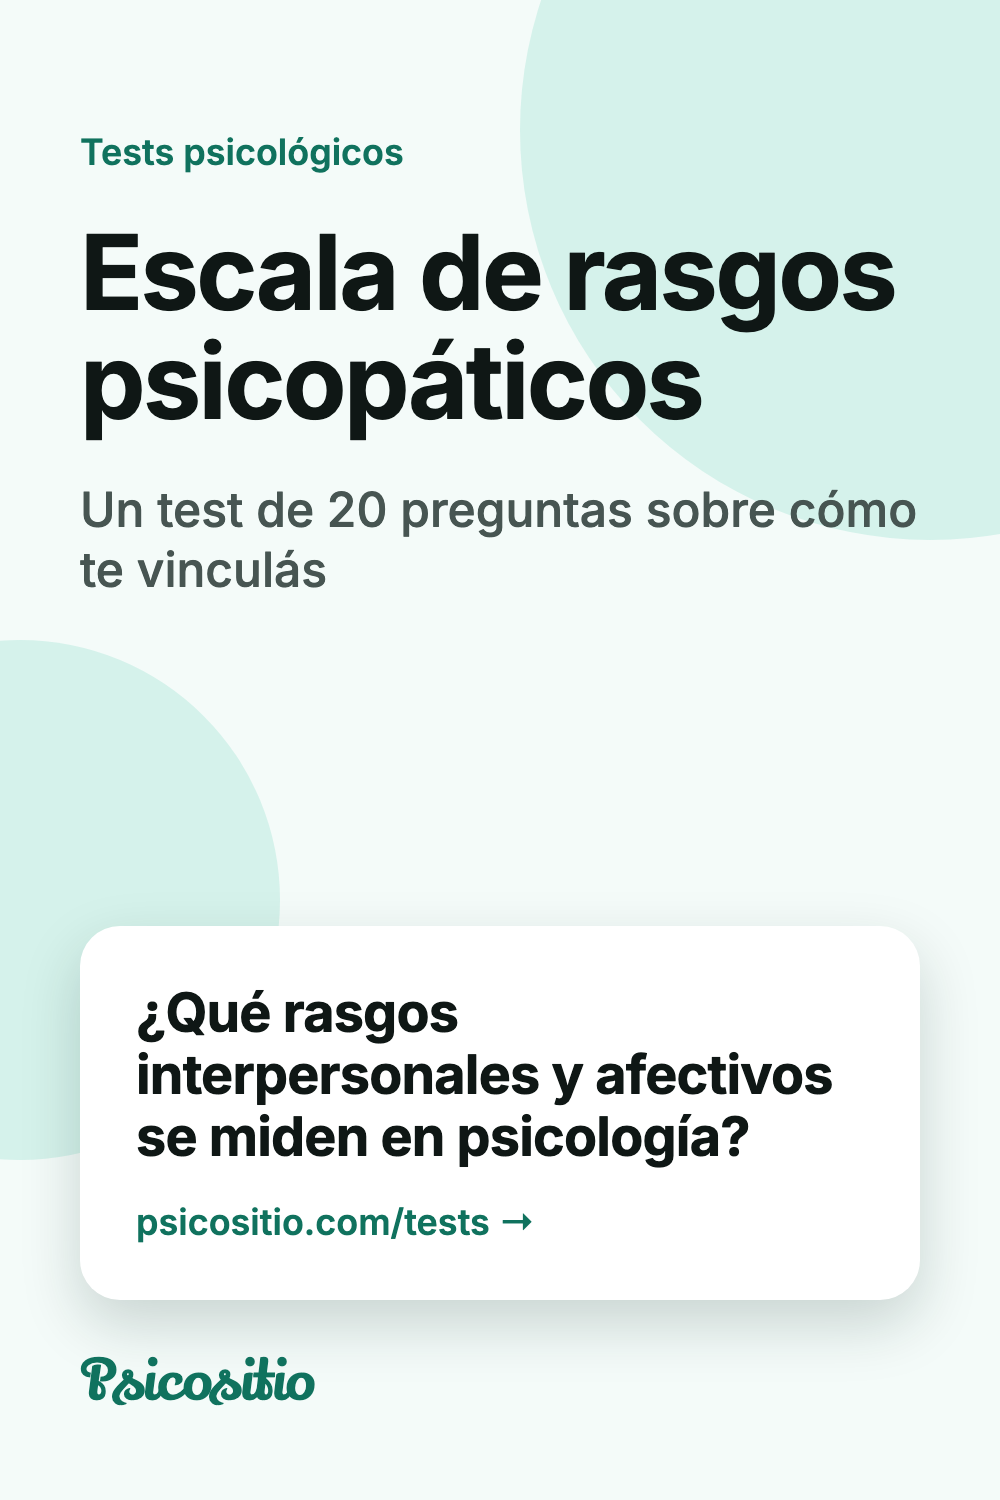 Tests psicológicos
Escala de rasgos
psicopáticos
Un test de 20 preguntas sobre cómo
te vinculás
¿Qué rasgos
interpersonales y afectivos
se miden en psicología?
psicositio.com/tests →
Psicositio